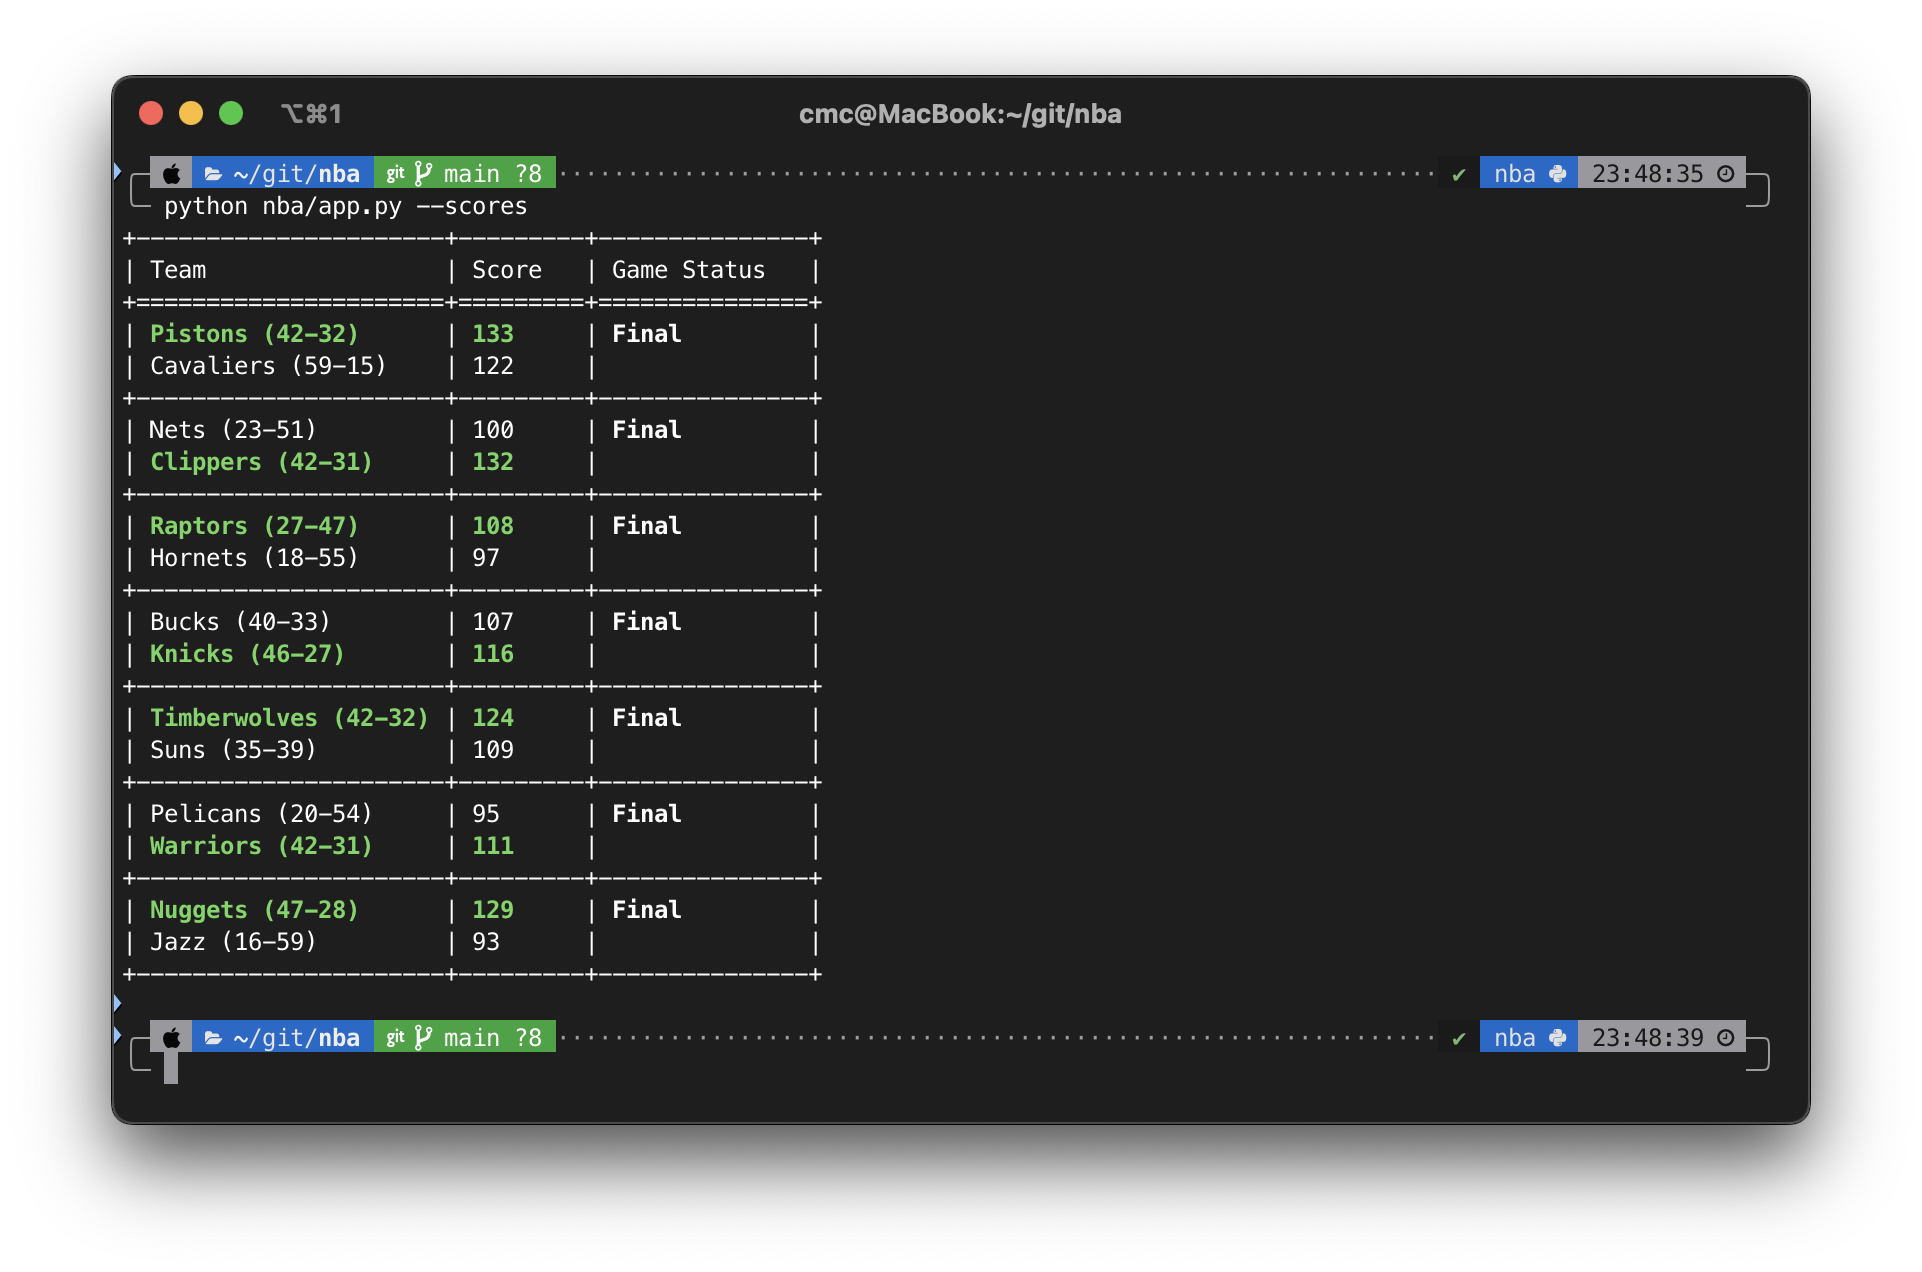 ⌥⌘1 cmc@MacBook:~/git/nba
~/git/nba git main ?8 ✔ nba 23:48:35
python nba/app.py --scores
+----------------------+---------+---------------+
| Team                 | Score   | Game Status   |
+======================+=========+===============+
| Pistons (42-32)      | 133     | Final         |
| Cavaliers (59-15)    | 122     |               |
+----------------------+---------+---------------+
| Nets (23-51)         | 100     | Final         |
| Clippers (42-31)     | 132     |               |
+----------------------+---------+---------------+
| Raptors (27-47)      | 108     | Final         |
| Hornets (18-55)      | 97      |               |
+----------------------+---------+---------------+
| Bucks (40-33)        | 107     | Final         |
| Knicks (46-27)       | 116     |               |
+----------------------+---------+---------------+
| Timberwolves (42-32) | 124     | Final         |
| Suns (35-39)         | 109     |               |
+----------------------+---------+---------------+
| Pelicans (20-54)     | 95      | Final         |
| Warriors (42-31)     | 111     |               |
+----------------------+---------+---------------+
| Nuggets (47-28)      | 129     | Final         |
| Jazz (16-59)         | 93      |               |
+----------------------+---------+---------------+
~/git/nba git main ?8 ✔ nba 23:48:39